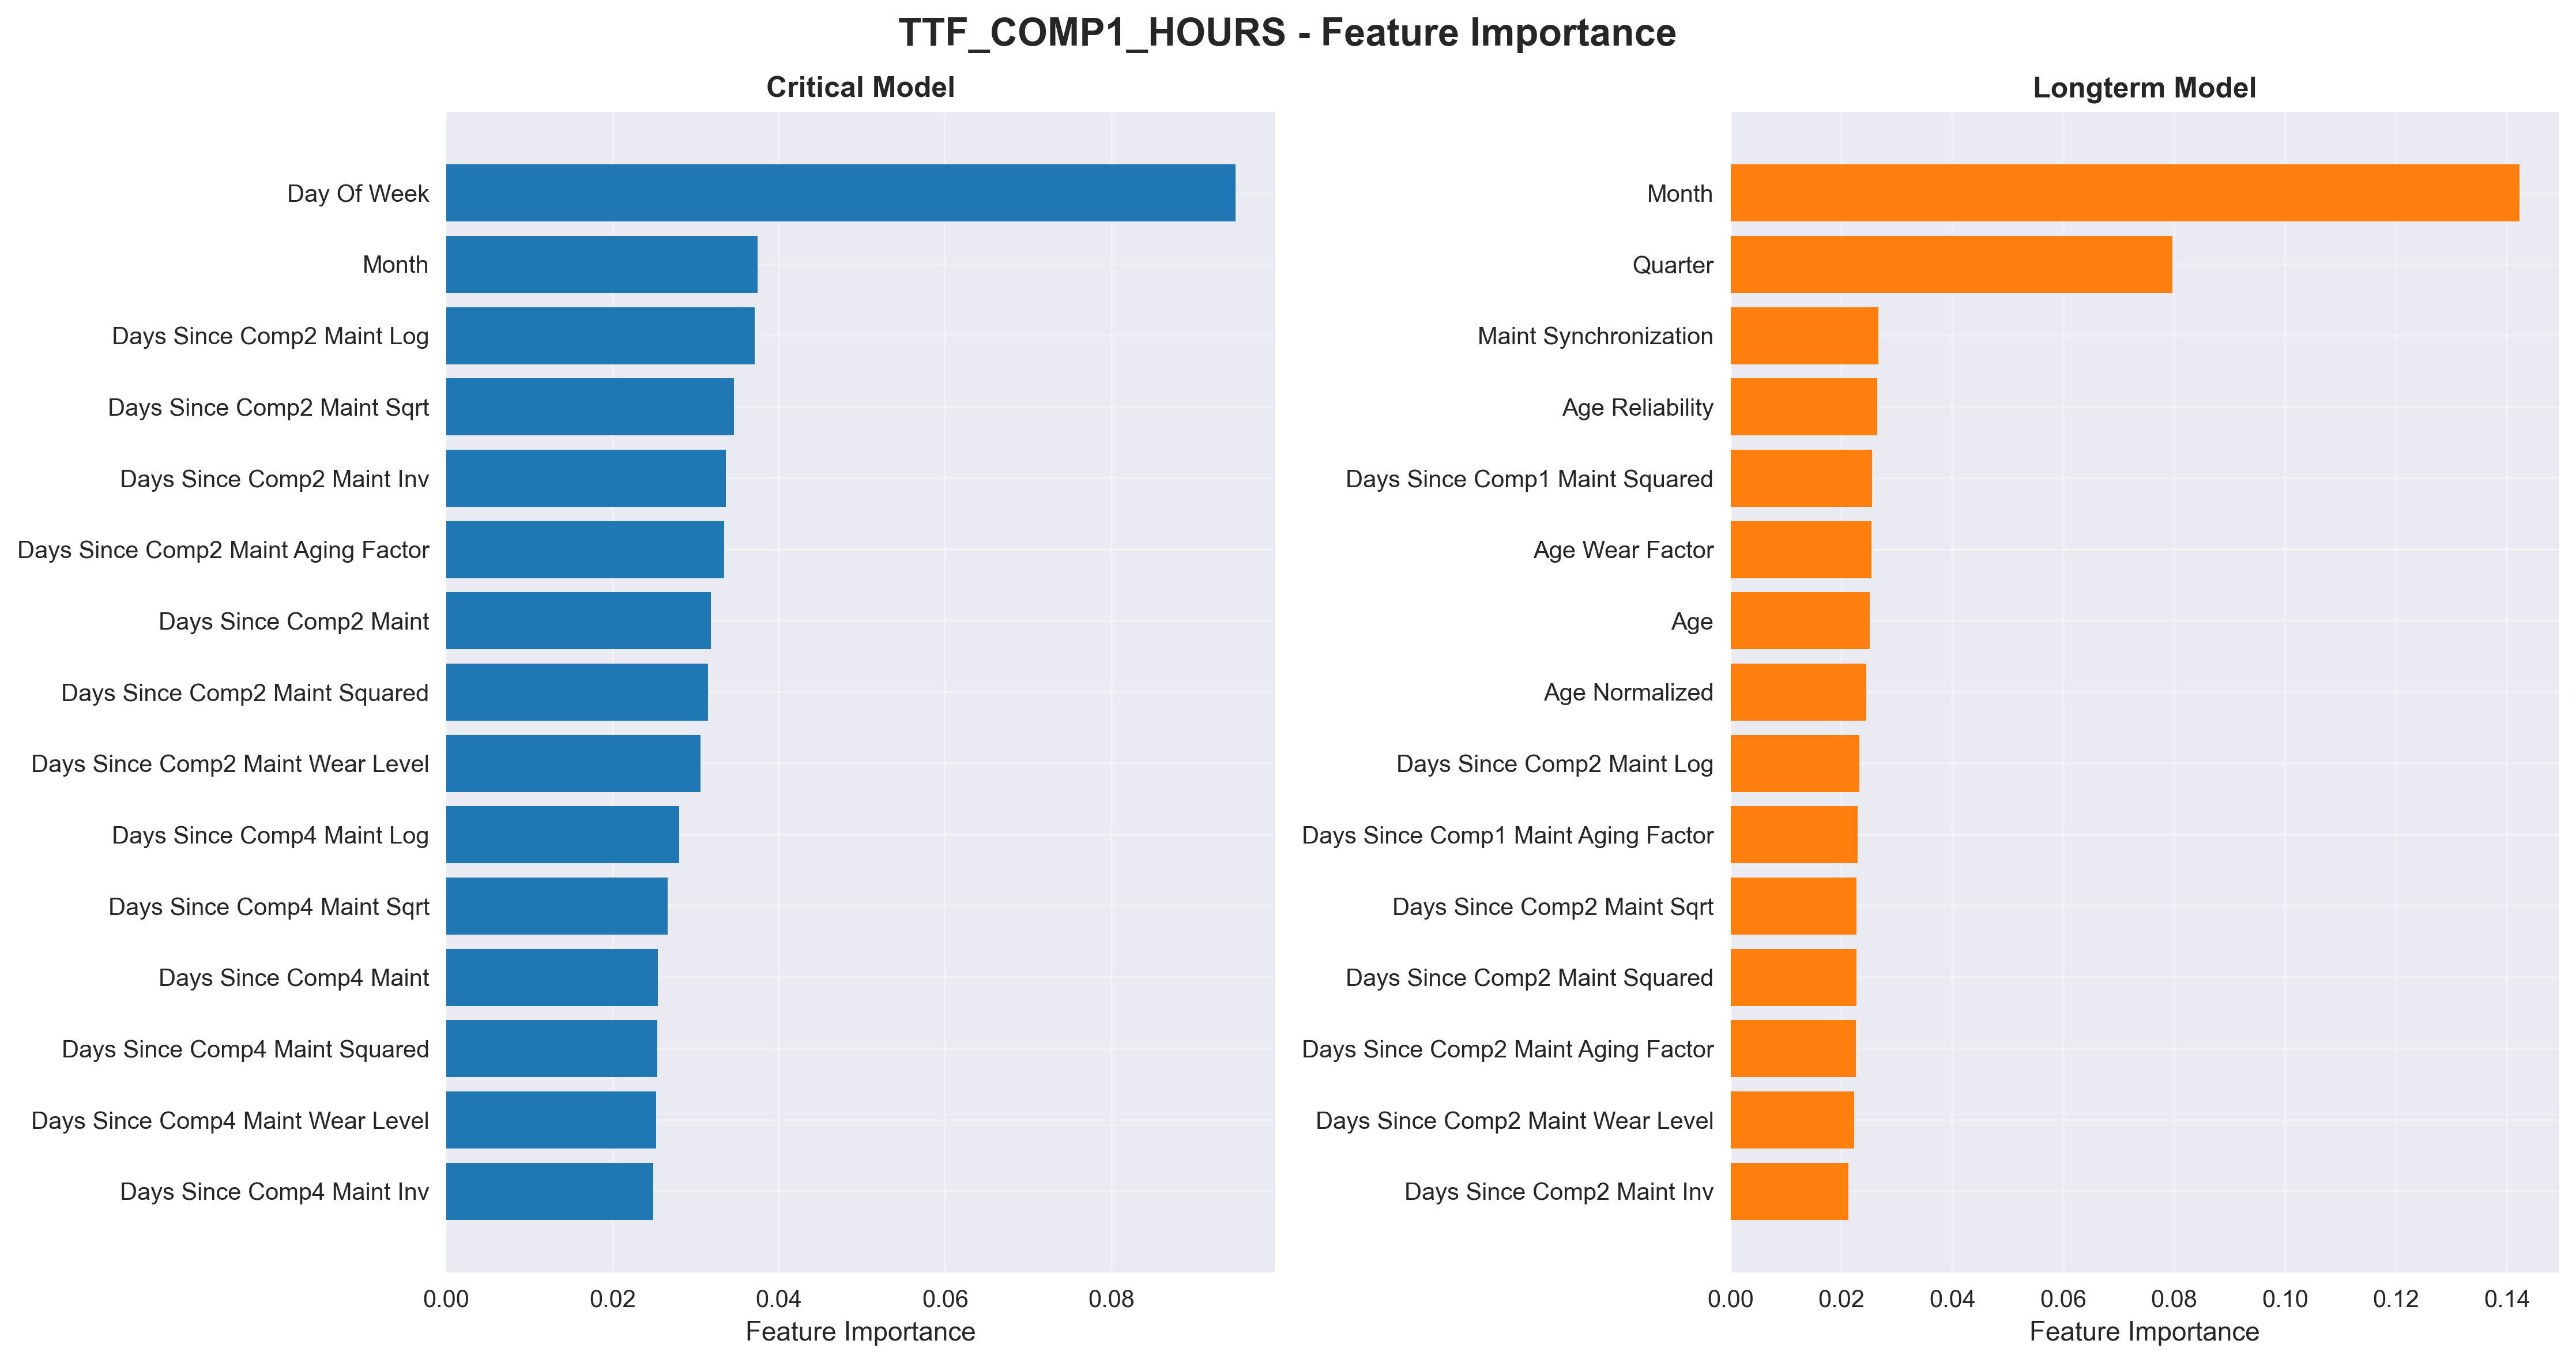 TTF_COMP1_HOURS - Feature Importance
Critical Model
Day Of Week
Month
Days Since Comp2 Maint Log
Days Since Comp2 Maint Sqrt
Days Since Comp2 Maint Inv
Days Since Comp2 Maint Aging Factor
Days Since Comp2 Maint
Days Since Comp2 Maint Squared
Days Since Comp2 Maint Wear Level
Days Since Comp4 Maint Log
Days Since Comp4 Maint Sqrt
Days Since Comp4 Maint
Days Since Comp4 Maint Squared
Days Since Comp4 Maint Wear Level
Days Since Comp4 Maint Inv
0.00 0.02 0.04 0.06 0.08
Feature Importance
Longterm Model
Month
Quarter
Maint Synchronization
Age Reliability
Days Since Comp1 Maint Squared
Age Wear Factor
Age
Age Normalized
Days Since Comp2 Maint Log
Days Since Comp1 Maint Aging Factor
Days Since Comp2 Maint Sqrt
Days Since Comp2 Maint Squared
Days Since Comp2 Maint Aging Factor
Days Since Comp2 Maint Wear Level
Days Since Comp2 Maint Inv
0.00 0.02 0.04 0.06 0.08 0.10 0.12 0.14
Feature Importance